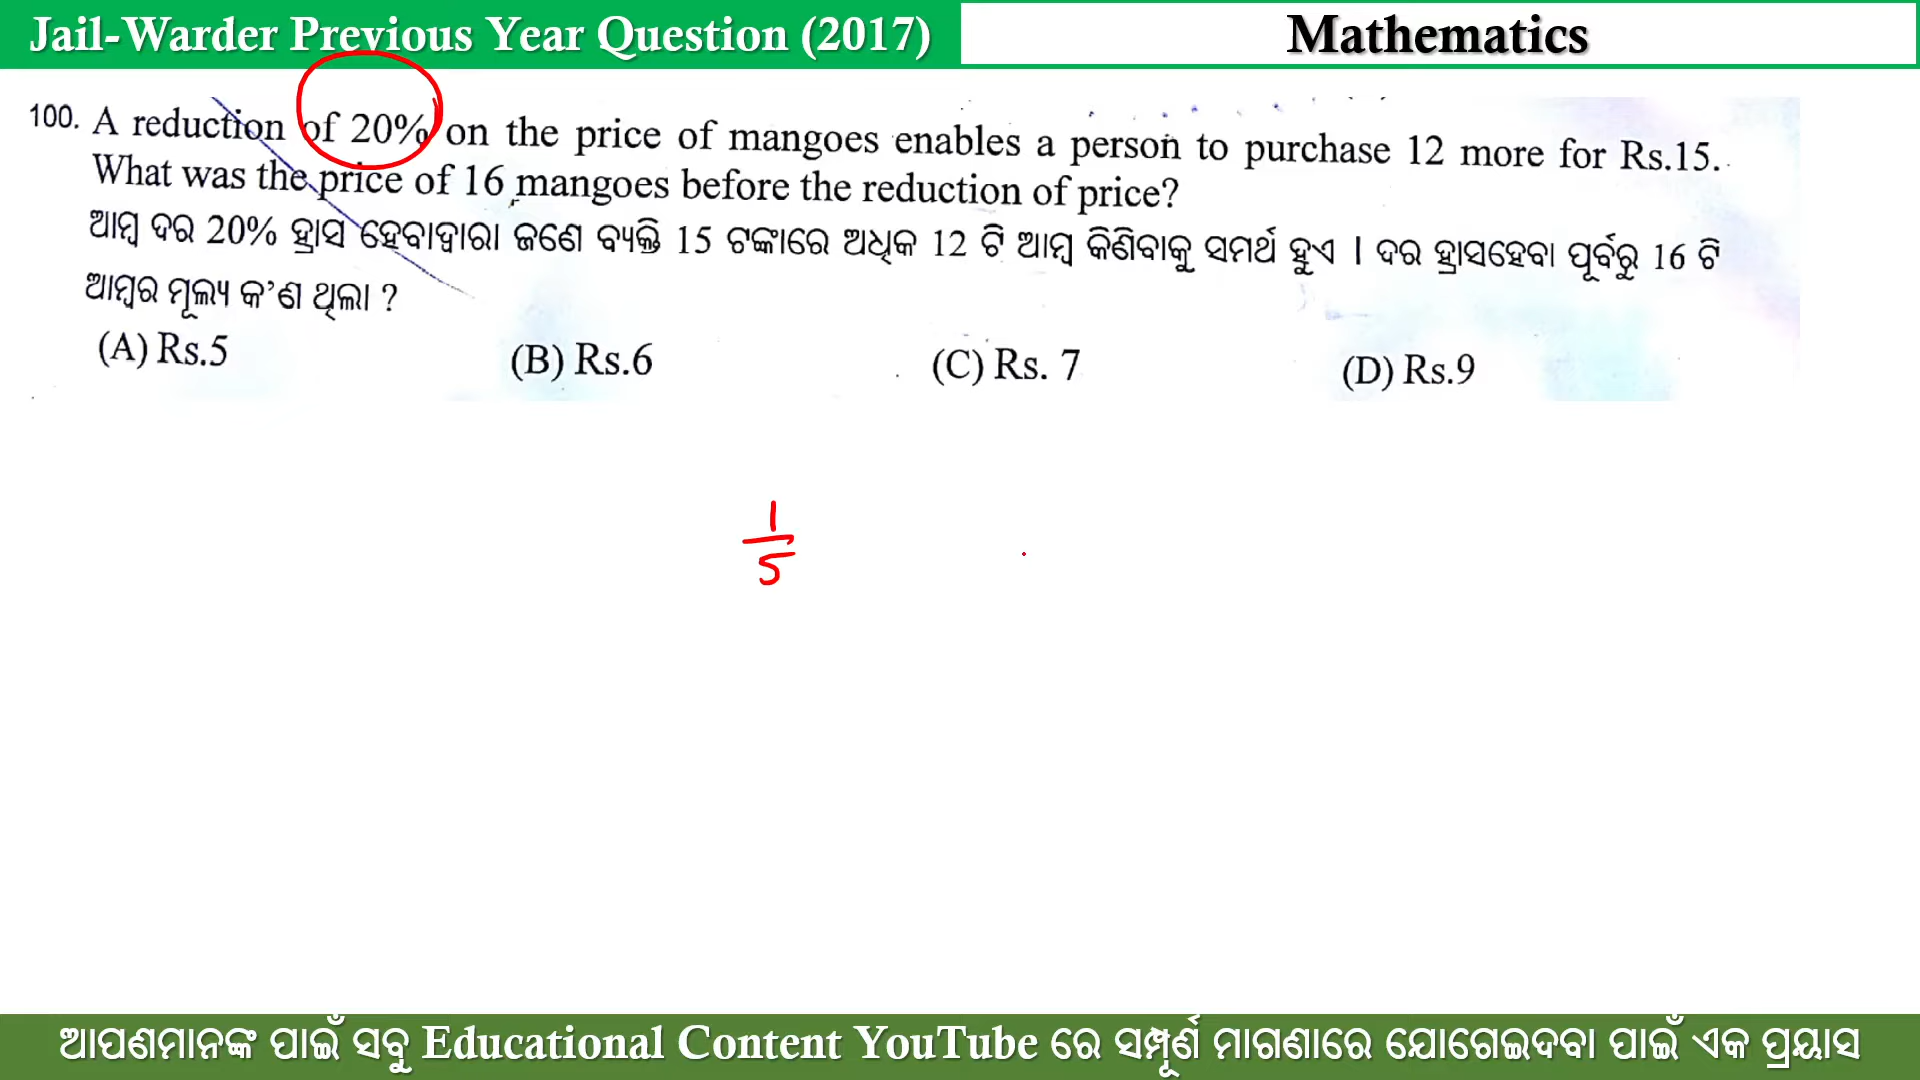 Jail-Warder Previous Year Question (2017)
Mathematics
100. A reduction of 20% on the price of mangoes enables a person to purchase 12 more for Rs.15.
What was the price of 16 mangoes before the reduction of price?
ଆମ୍ବ ଦର 20% ହ୍ରାସ ହେବାଦ୍ୱାରା ଜଣେ ବ୍ୟକ୍ତି 15 ଟଙ୍କାରେ ଅଧିକ 12 ଟି ଆମ୍ବ କିଣିବାକୁ ସମର୍ଥ ହୁଏ । ଦର ହ୍ରାସହେବା ପୂର୍ବରୁ 16 ଟି
ଆମ୍ବର ମୂଲ୍ୟ କ'ଣ ଥିଲା ?
(A) Rs.5 (B) Rs.6 (C) Rs. 7 (D) Rs.9
1
5
ଆପଣମାନଙ୍କ ପାଇଁ ସବୁ Educational Content YouTube ରେ ସମ୍ପୂର୍ଣ ମାଗଣାରେ ଯୋଗେଇଦବା ପାଇଁ ଏକ ପ୍ରୟାସ